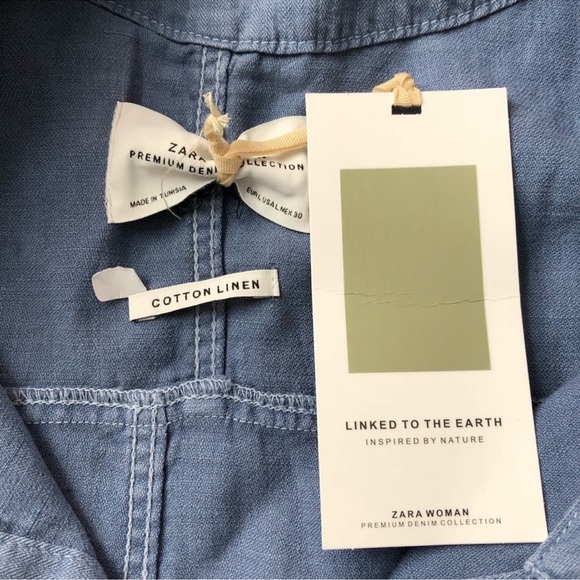 ZARA
PREMIUM DENIM COLLECTION
MADE IN TUNISIA
EUR L USA L MEX 30
COTTON LINEN
LINKED TO THE EARTH
INSPIRED BY NATURE
ZARA WOMAN
PREMIUM DENIM COLLECTION